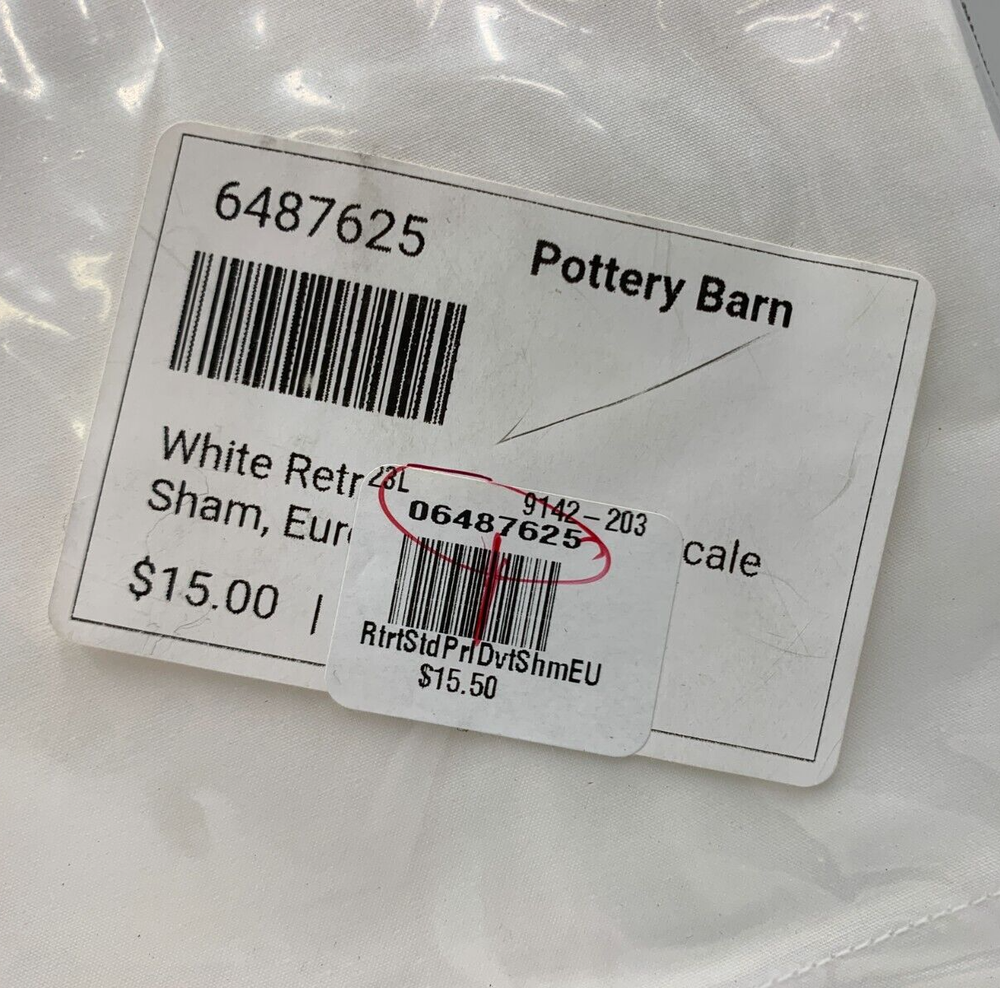 6487625
Pottery Barn
White Retr
Sham, Eur
cale
$15.00 |
23L
9142-203
06487625
RtrtStdPrlDvtShmEU
$15.50